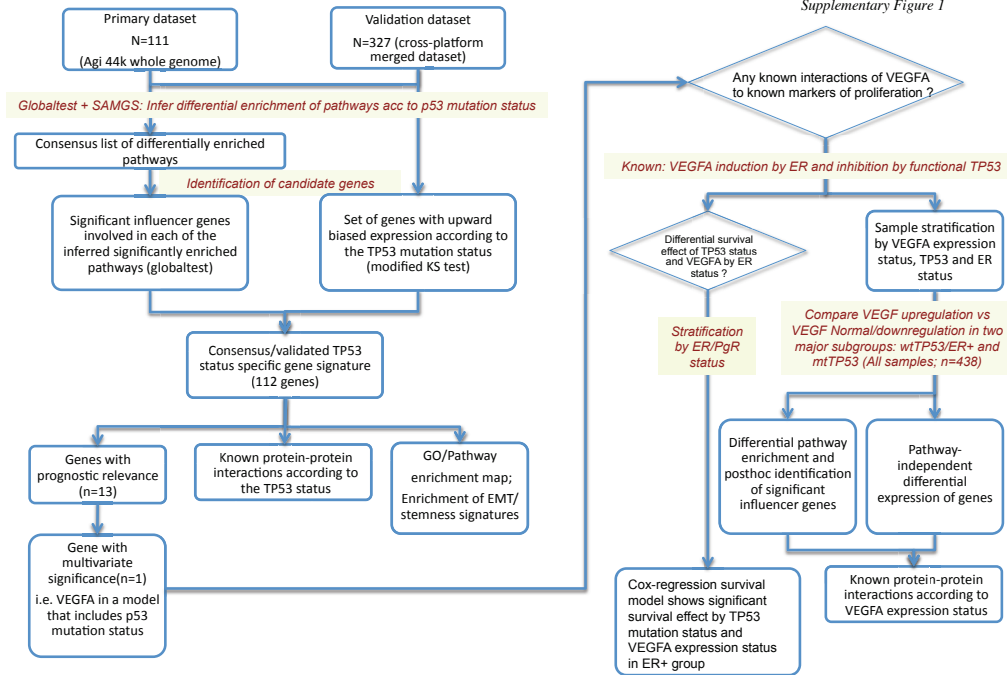 Supplementary Figure 1
Primary dataset
N=111
(Agi 44k whole genome)
Validation dataset
N=327 (cross-platform
merged dataset)
Globaltest + SAMGS: Infer differential enrichment of pathways acc to p53 mutation status
Consensus list of differentially enriched
pathways
Identification of candidate genes
Significant influencer genes
involved in each of the
inferred significantly enriched
pathways (globaltest)
Set of genes with upward
biased expression according to
the TP53 mutation status
(modified KS test)
Consensus/validated TP53
status specific gene signature
(112 genes)
Genes with
prognostic relevance
(n=13)
Known protein-protein
interactions according to
the TP53 status
GO/Pathway
enrichment map;
Enrichment of EMT/
stemness signatures
Gene with
multivariate
significance(n=1)
i.e. VEGFA in a model
that includes p53
mutation status
Any known interactions of VEGFA
to known markers of proliferation ?
Known: VEGFA induction by ER and inhibition by functional TP53
Differential survival
effect of TP53 status
and VEGFA by ER
status ?
Sample stratification
by VEGFA expression
status, TP53 and ER
status
Stratification
by ER/PgR
status
Compare VEGF upregulation vs
VEGF Normal/downregulation in two
major subgroups: wtTP53/ER+ and
mtTP53 (All samples; n=438)
Differential pathway
enrichment and
posthoc identification
of significant
influencer genes
Pathway-
independent
differential
expression of genes
Cox-regression survival
model shows significant
survival effect by TP53
mutation status and
VEGFA expression status
in ER+ group
Known protein-protein
interactions according to
VEGFA expression status